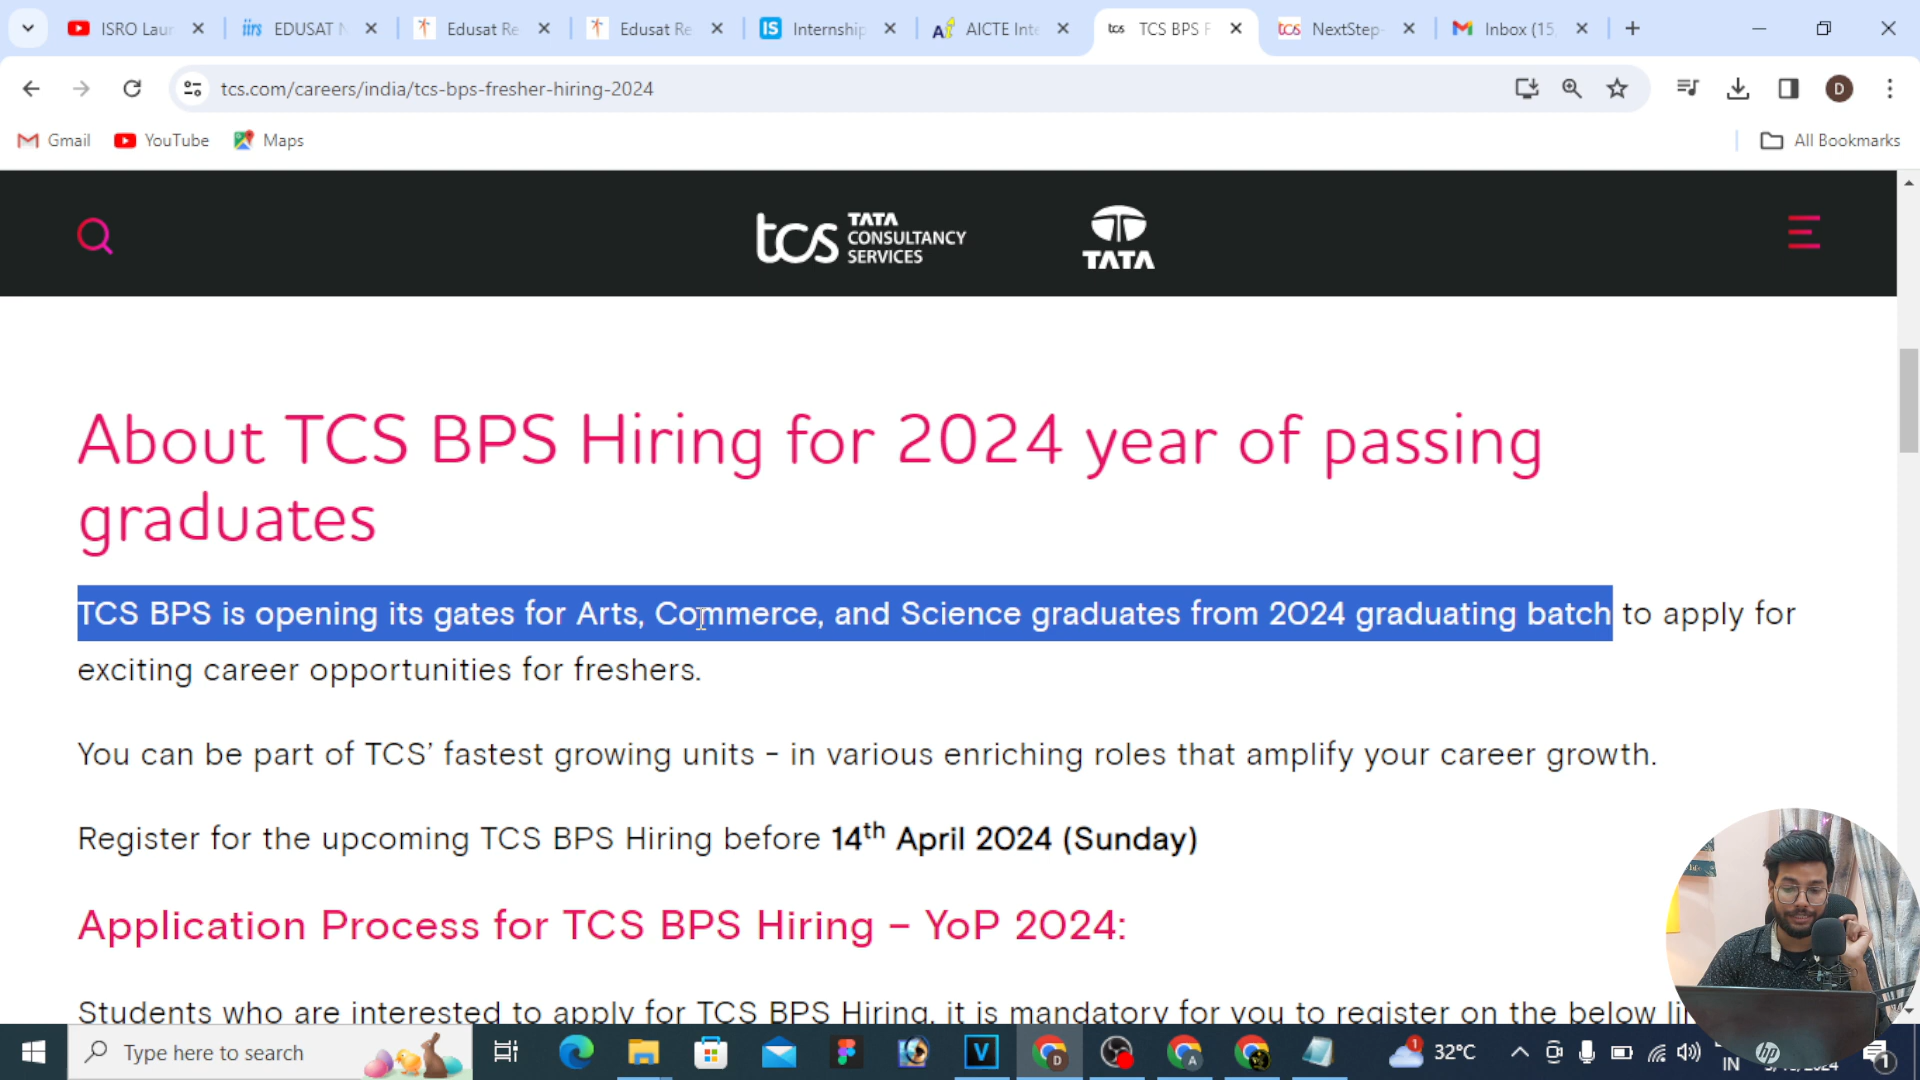 ISRO Laur
EDUSAT N
Edusat Re
Edusat Re
Internship
AICTE Inte
TCS BPS F
NextStep
Inbox (15
tcs.com/careers/india/tcs-bps-fresher-hiring-2024
D
Gmail
YouTube
Maps
All Bookmarks
tcs TATA CONSULTANCY SERVICES
TATA
About TCS BPS Hiring for 2024 year of passing
graduates
TCS BPS is opening its gates for Arts, Commerce, and Science graduates from 2024 graduating batch to apply for
exciting career opportunities for freshers.
You can be part of TCS’ fastest growing units - in various enriching roles that amplify your career growth.
Register for the upcoming TCS BPS Hiring before 14th April 2024 (Sunday)
Application Process for TCS BPS Hiring – YoP 2024:
Students who are interested to apply for TCS BPS Hiring, it is mandatory for you to register on the below li
Type here to search
32°C
IN